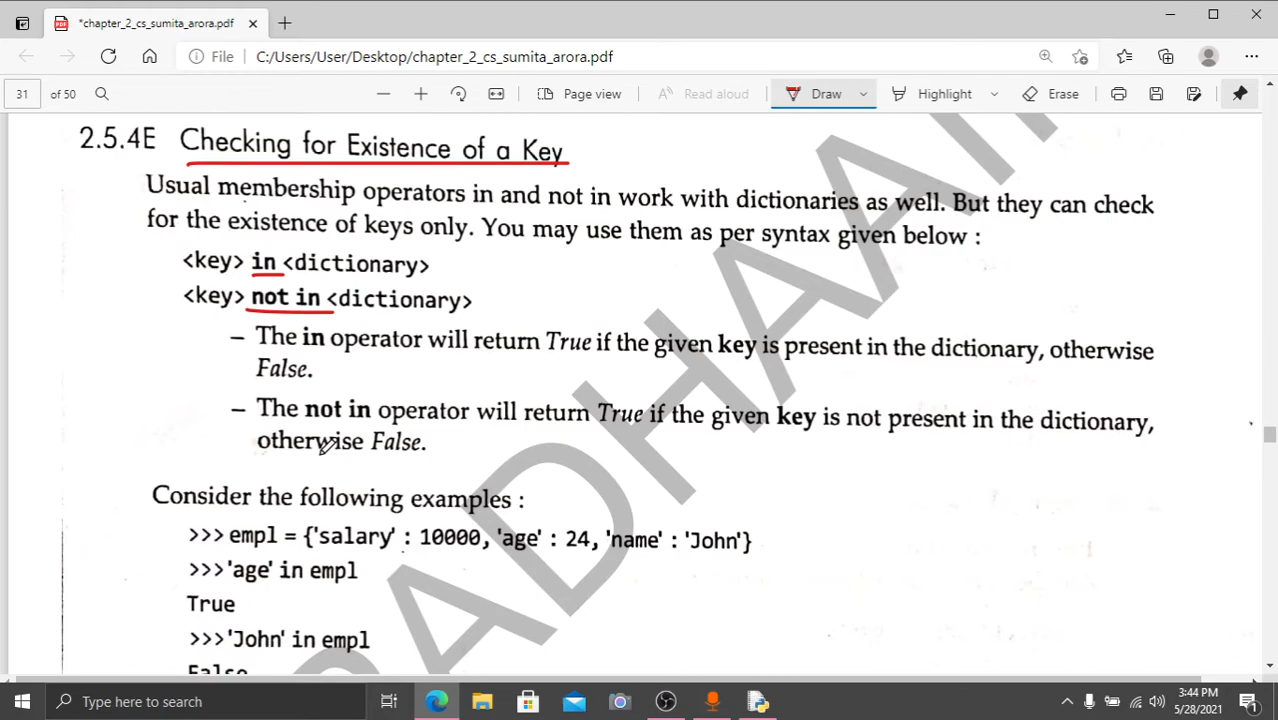 *chapter_2_cs_sumita_arora.pdf
File C:/Users/User/Desktop/chapter_2_cs_sumita_arora.pdf
31 of 50 Page view Read aloud Draw Highlight Erase
2.5.4E Checking for Existence of a Key
Usual membership operators in and not in work with dictionaries as well. But they can check
for the existence of keys only. You may use them as per syntax given below :
<key> in <dictionary>
<key> not in <dictionary>
– The in operator will return True if the given key is present in the dictionary, otherwise
False.
– The not in operator will return True if the given key is not present in the dictionary,
otherwise False.
Consider the following examples :
>>> empl = {'salary' : 10000, 'age' : 24, 'name' : 'John'}
>>>'age' in empl
True
>>>'John' in empl
False
Type here to search
3:44 PM
5/28/2021